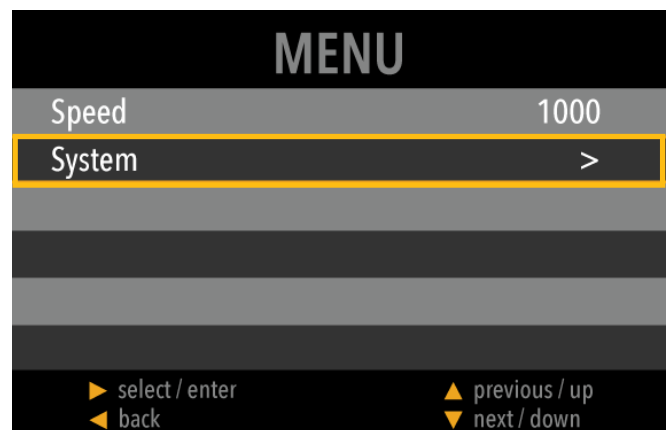 MENU
Speed 1000
System >
select / enter
previous / up
back
next / down